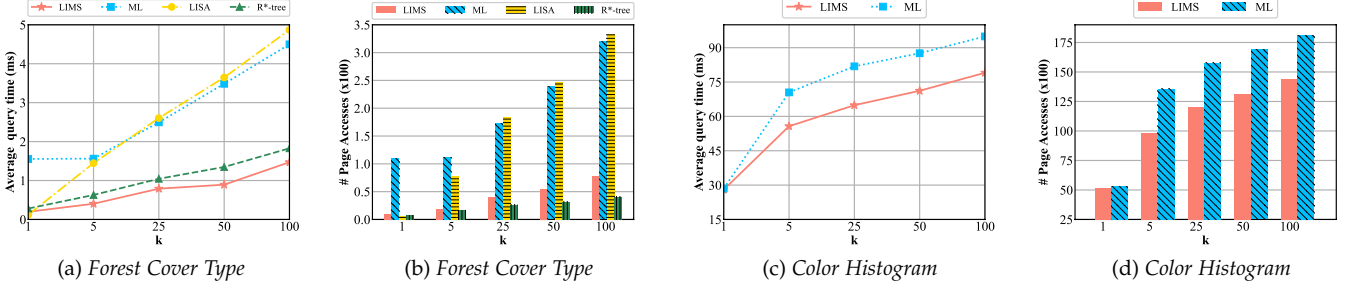 LIMS ML LISA R*-tree
Average query time (ms)
5
4
3
2
1
0
1 5 25 50 100
k
(a) Forest Cover Type
LIMS ML LISA R*-tree
# Page Accesses (x100)
3.5
3.0
2.5
2.0
1.5
1.0
0.5
0.0
1 5 25 50 100
k
(b) Forest Cover Type
LIMS ML
Average query time (ms)
90
75
60
45
30
15
1 5 25 50 100
k
(c) Color Histogram
LIMS ML
# Page Accesses (x100)
175
150
125
100
75
50
25
1 5 25 50 100
k
(d) Color Histogram